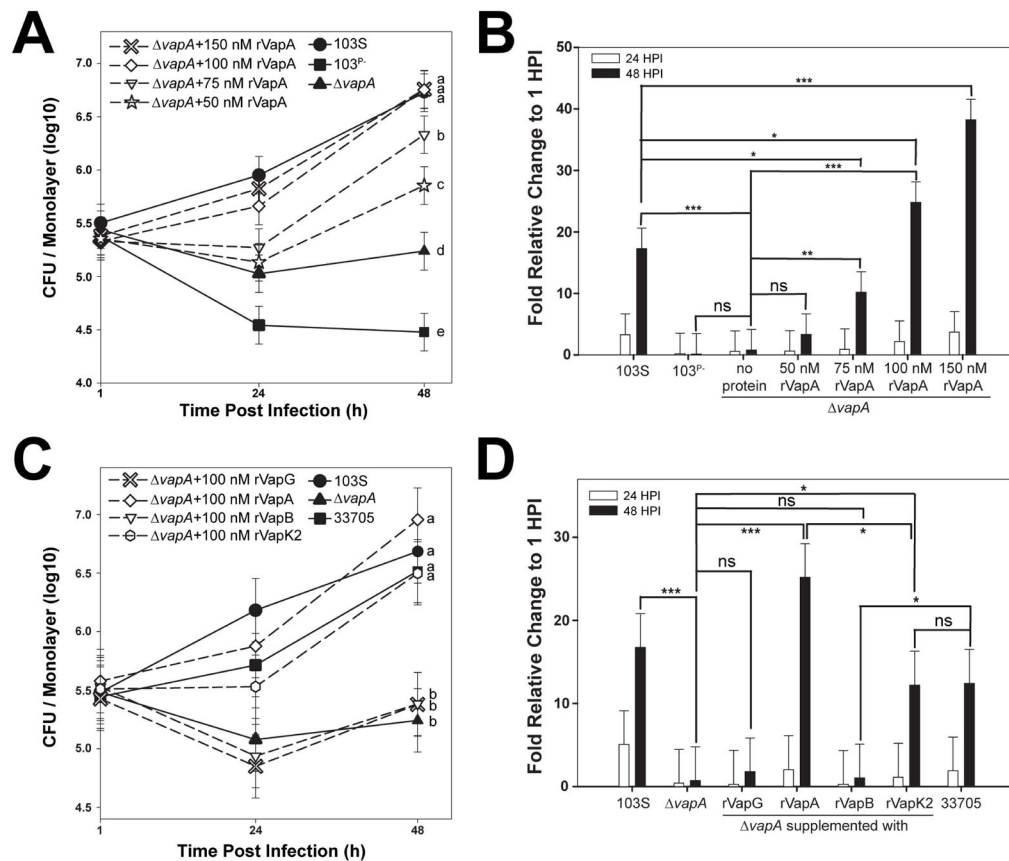 A
ΔvapA+150 nM rVapA
ΔvapA+100 nM rVapA
ΔvapA+75 nM rVapA
ΔvapA+50 nM rVapA
103S
103P-
ΔvapA
CFU / Monolayer (log10)
7.0
6.5
6.0
5.5
5.0
4.5
4.0
a
a
a
b
c
d
e
1
24
48
Time Post Infection (h)
B
Fold Relative Change to 1 HPI
50
40
30
20
10
0
24 HPI
48 HPI
***
*
*
***
***
**
ns
ns
103S
103P-
no protein
50 nM rVapA
75 nM rVapA
100 nM rVapA
150 nM rVapA
ΔvapA
C
ΔvapA+100 nM rVapG
ΔvapA+100 nM rVapA
ΔvapA+100 nM rVapB
ΔvapA+100 nM rVapK2
103S
ΔvapA
33705
CFU / Monolayer (log10)
7.0
6.5
6.0
5.5
5.0
4.5
a
a
a
b
b
b
1
24
48
Time Post Infection (h)
D
Fold Relative Change to 1 HPI
30
20
10
0
24 HPI
48 HPI
*
ns
***
*
ns
***
*
ns
103S
ΔvapA
rVapG
rVapA
rVapB
rVapK2
33705
ΔvapA supplemented with